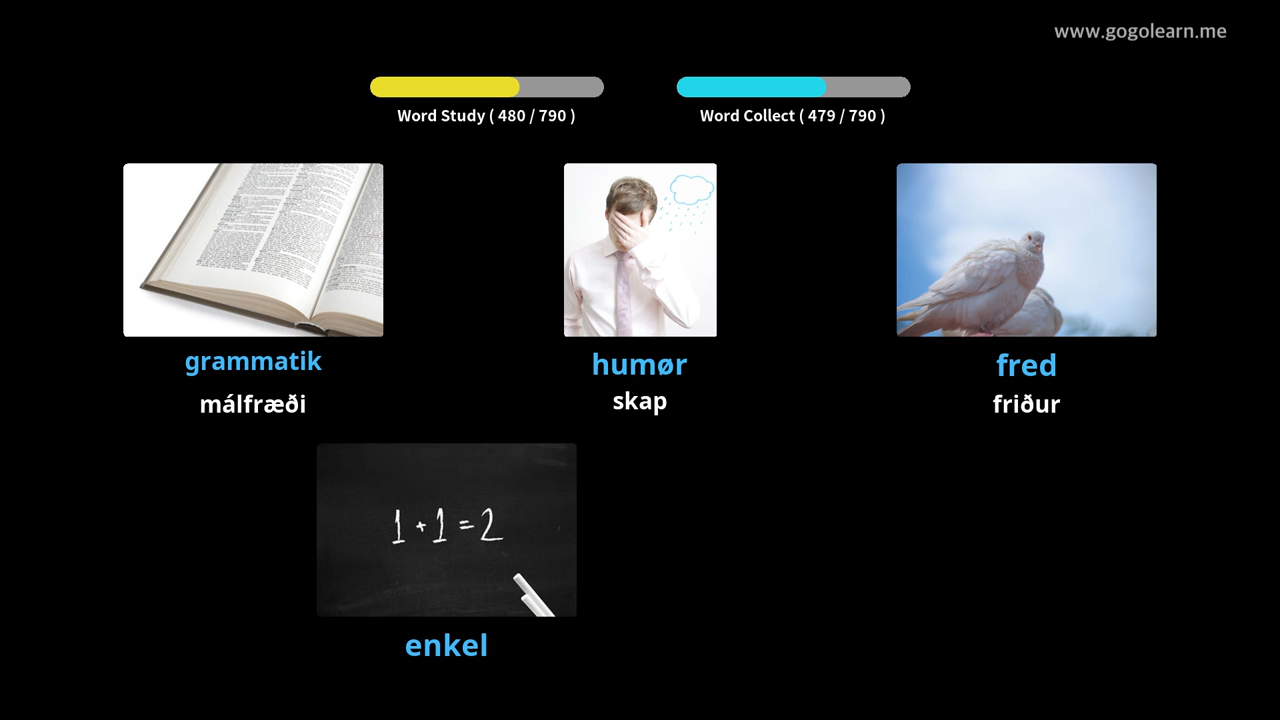 www.gogolearn.me
Word Study ( 480 / 790 )
Word Collect ( 479 / 790 )
grammatik
málfræði
humør
skap
fred
friður
1 + 1 = 2
enkel